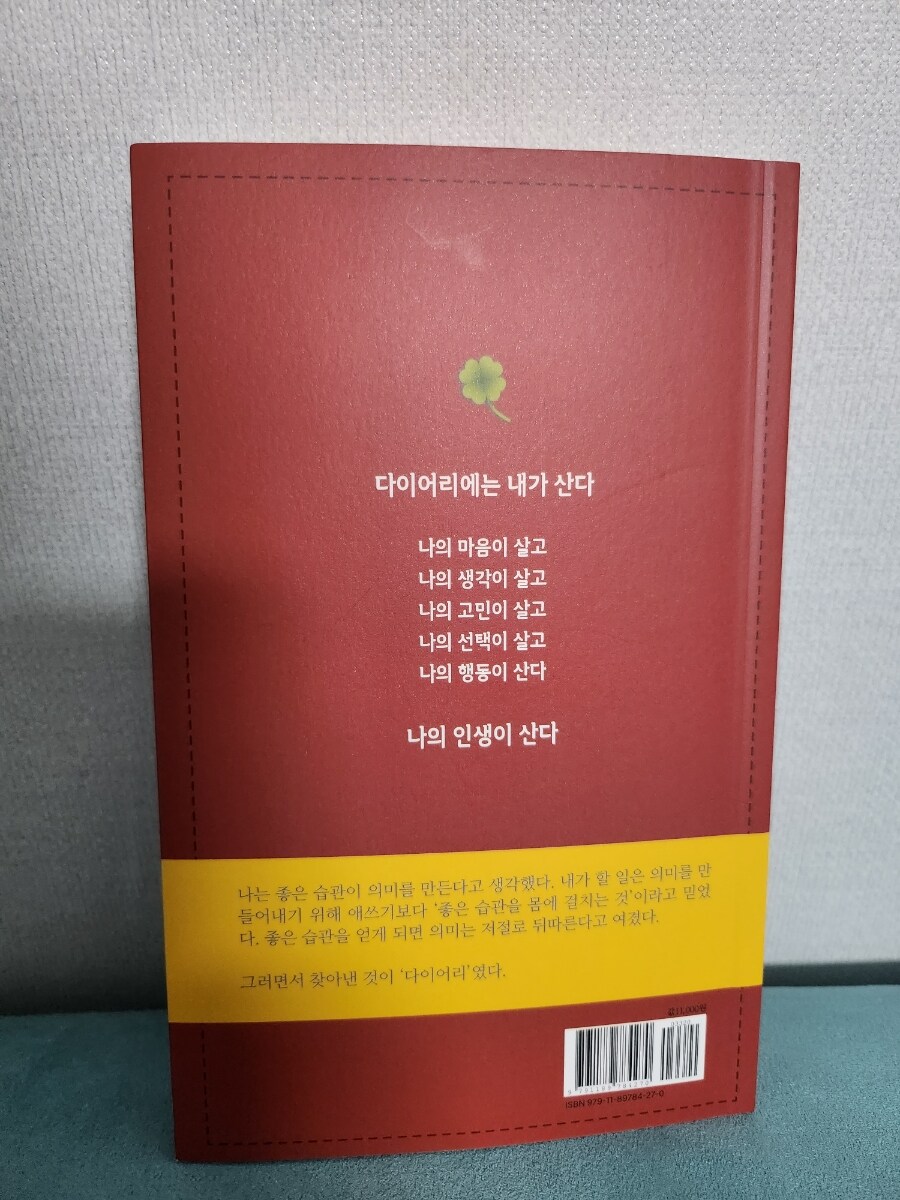 다이어리에는 내가 산다
나의 마음이 살고
나의 생각이 살고
나의 고민이 살고
나의 선택이 살고
나의 행동이 산다
나의 인생이 산다
나는 좋은 습관이 의미를 만든다고 생각했다. 내가 할 일은 의미를 만
들어내기 위해 애쓰기보다 ‘좋은 습관을 몸에 걸치는 것’이라고 믿었
다. 좋은 습관을 얻게 되면 의미는 저절로 뒤따른다고 여겼다.
그러면서 찾아낸 것이 ‘다이어리’였다.
값11,000원
ISBN 979-11-89784-27-0